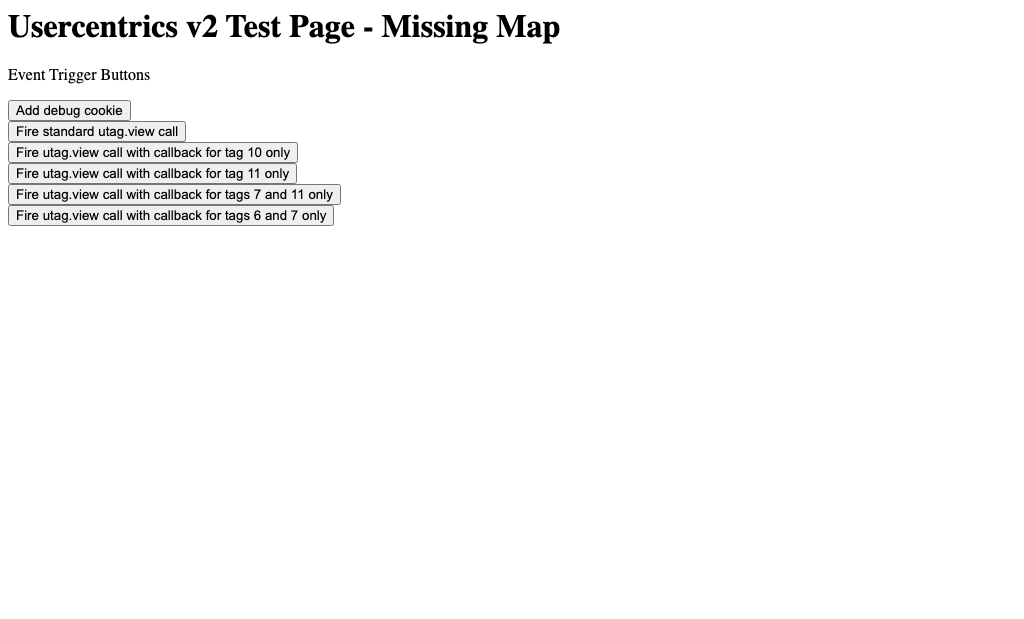 Usercentrics v2 Test Page - Missing Map
Event Trigger Buttons
Add debug cookie
Fire standard utag.view call
Fire utag.view call with callback for tag 10 only
Fire utag.view call with callback for tag 11 only
Fire utag.view call with callback for tags 7 and 11 only
Fire utag.view call with callback for tags 6 and 7 only